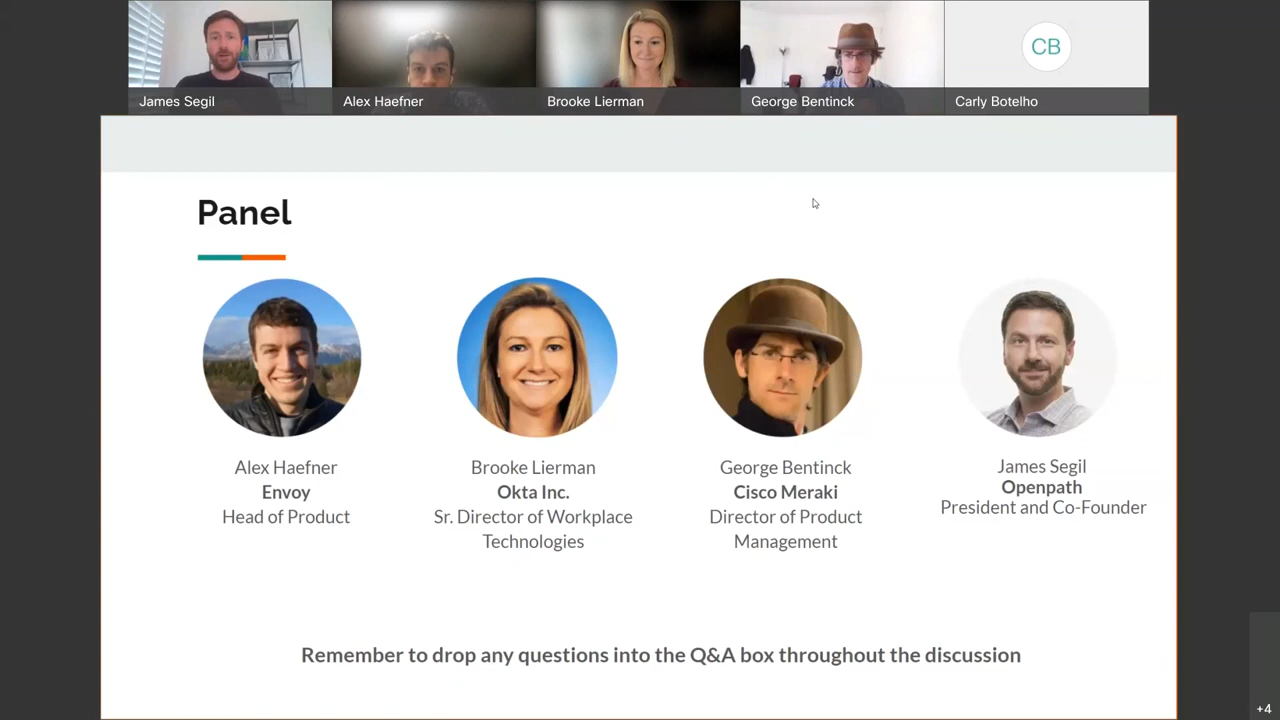 James Segil
Alex Haefner
Brooke Lierman
George Bentinck
CB
Carly Botelho
Panel
Alex Haefner
Envoy
Head of Product
Brooke Lierman
Okta Inc.
Sr. Director of Workplace
Technologies
George Bentinck
Cisco Meraki
Director of Product
Management
James Segil
Openpath
President and Co-Founder
Remember to drop any questions into the Q&A box throughout the discussion
+4